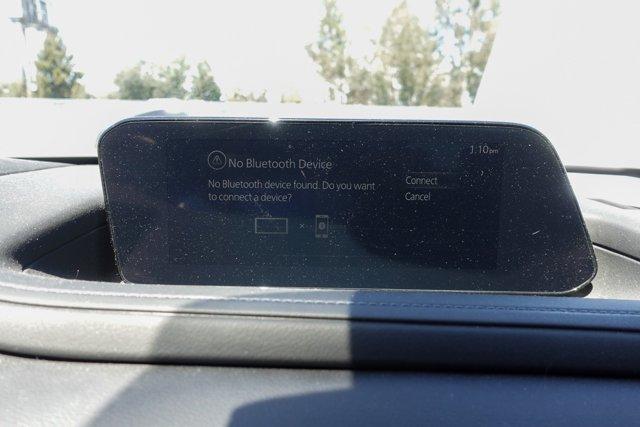 1:10pm
No Bluetooth Device
No Bluetooth device found. Do you want
to connect a device?
Connect
Cancel